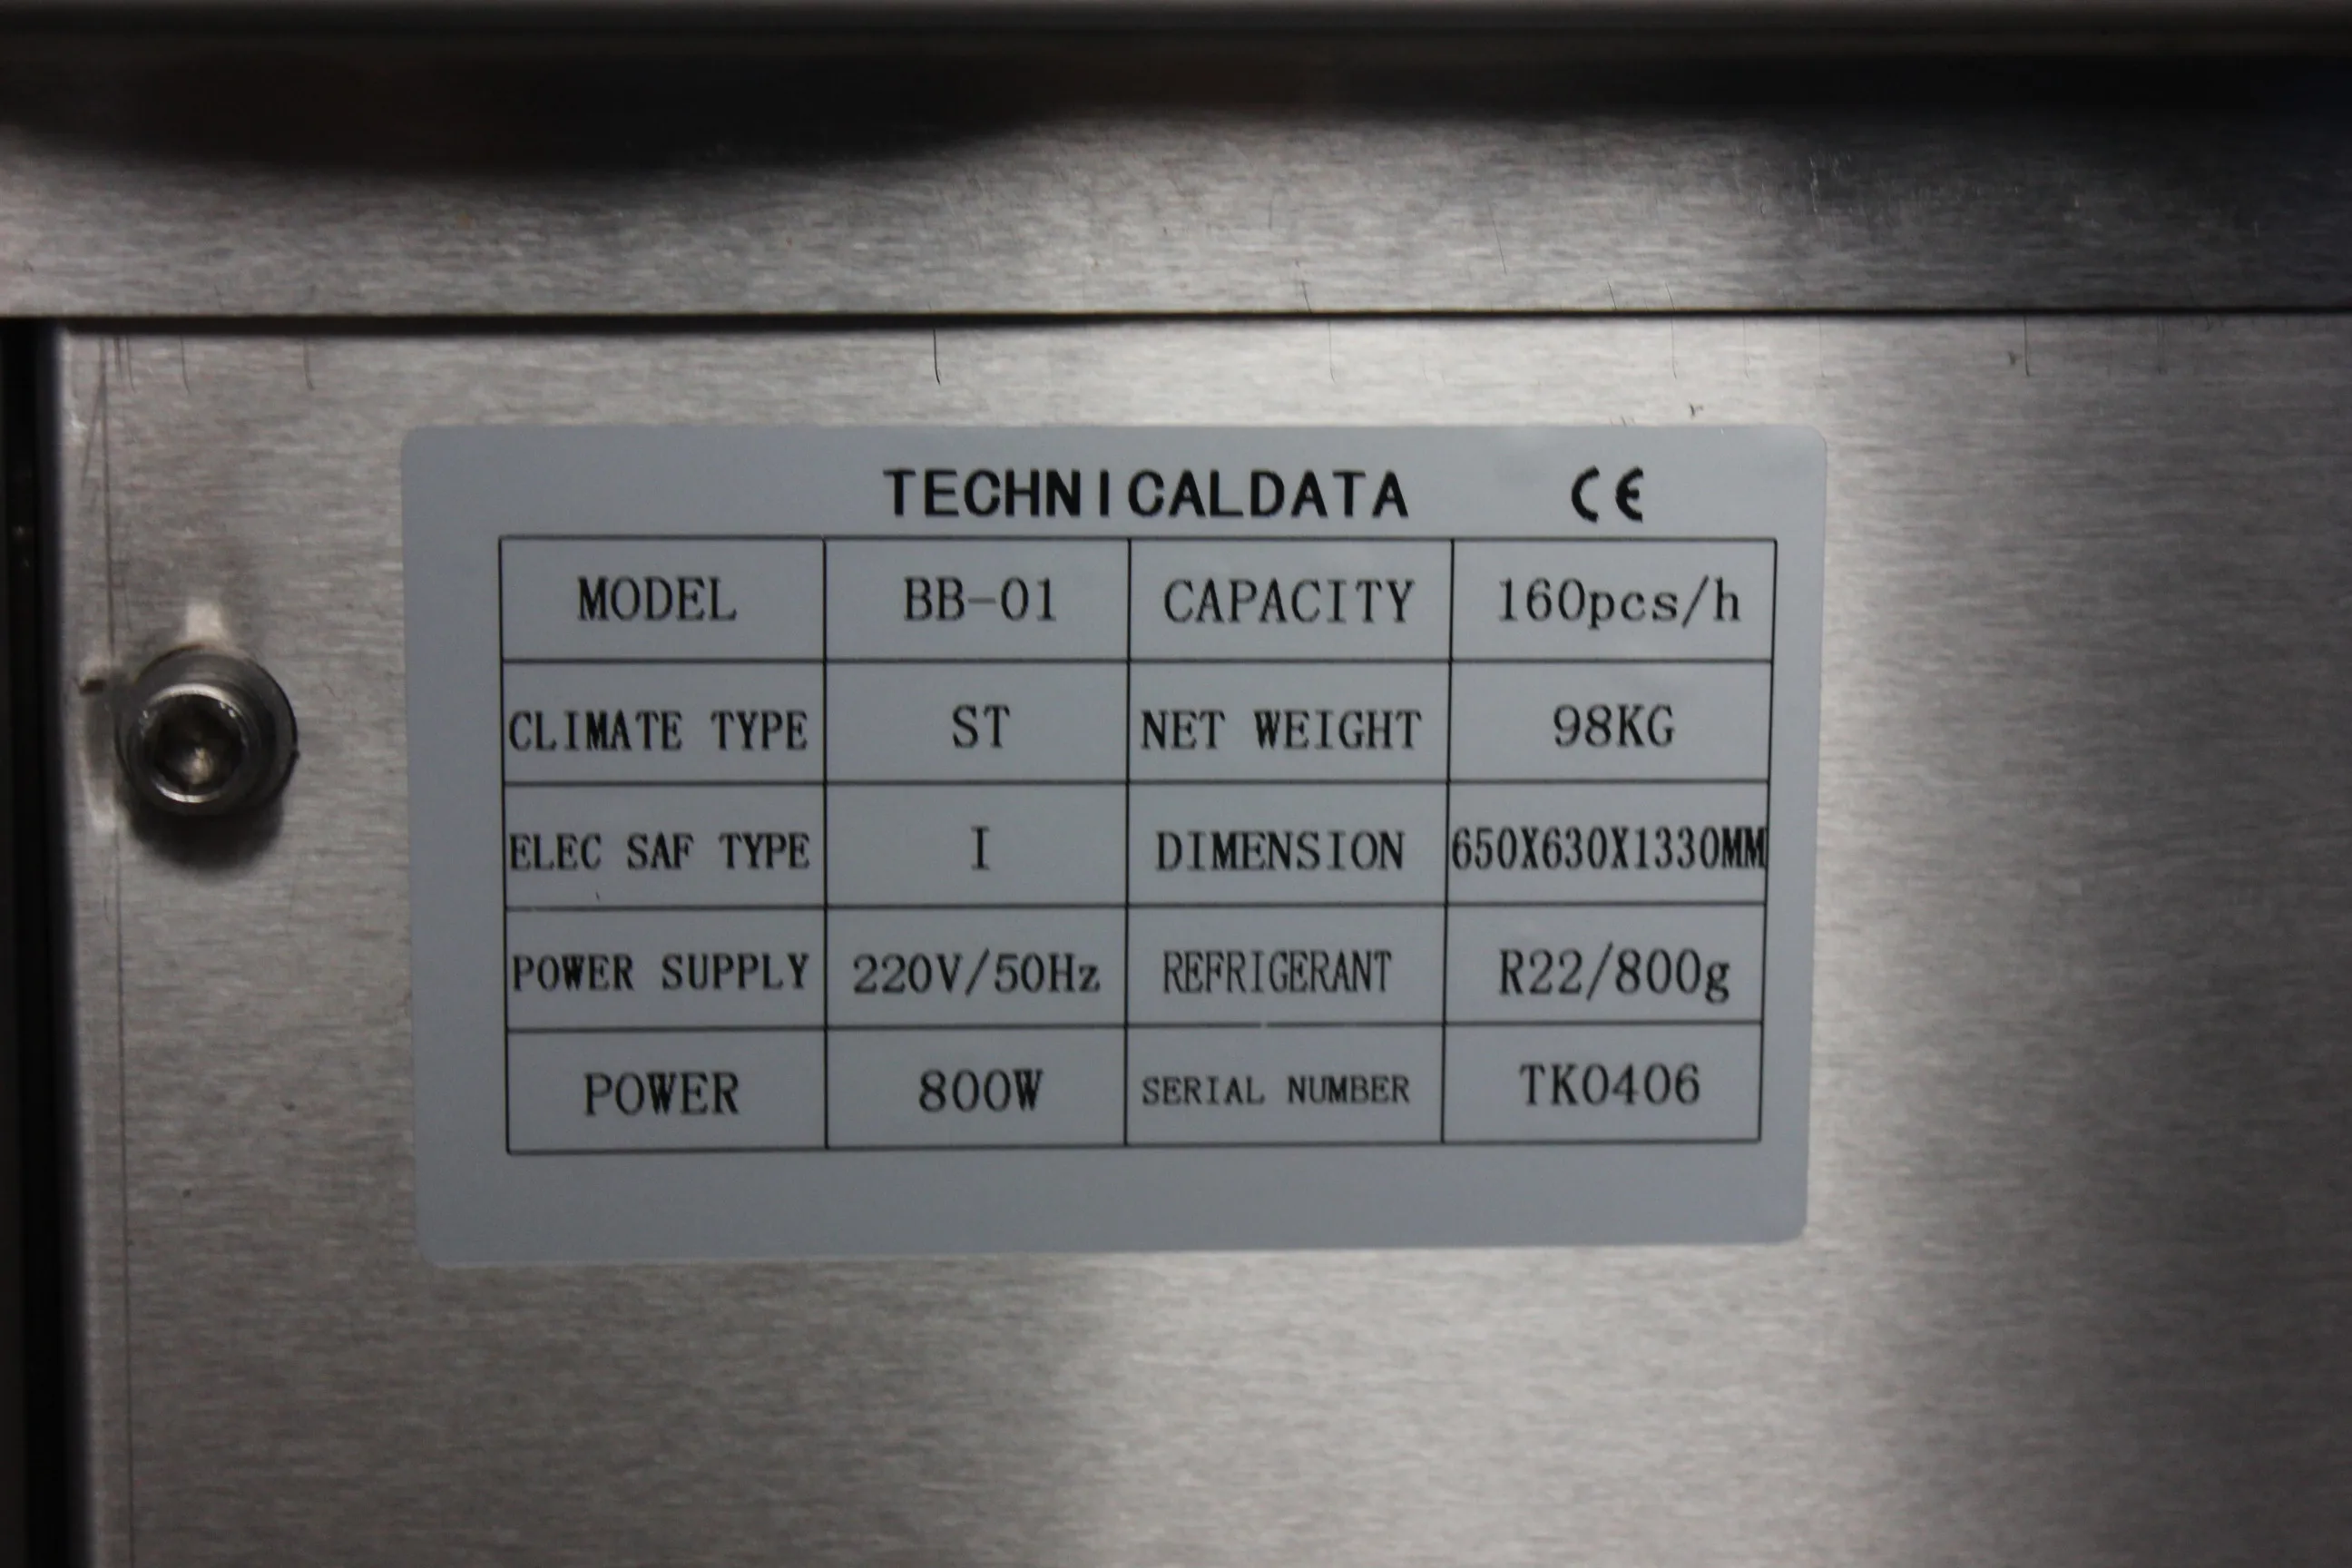 TECHNICALDATA CE
MODEL BB-01 CAPACITY 160pcs/h
CLIMATE TYPE ST NET WEIGHT 98KG
ELEC SAF TYPE I DIMENSION 650X630X1330MM
POWER SUPPLY 220V/50Hz REFRIGERANT R22/800g
POWER 800W SERIAL NUMBER TK0406